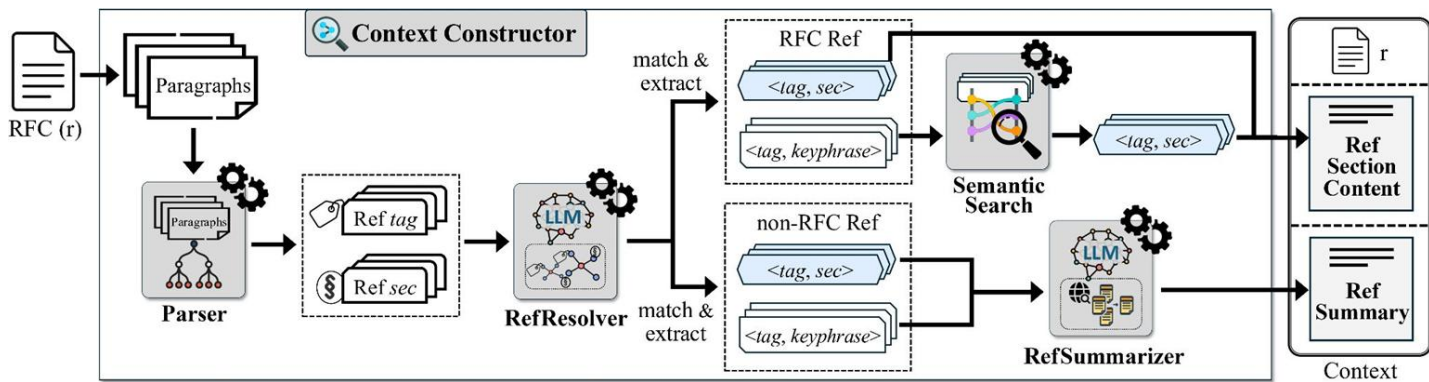 Context Constructor
RFC (r)
Paragraphs
Paragraphs
Parser
Ref tag
§
Ref sec
LLM
§
§
RefResolver
match &
extract
match &
extract
RFC Ref
<tag, sec>
<tag, keyphrase>
Semantic
Search
<tag, sec>
non-RFC Ref
<tag, sec>
<tag, keyphrase>
LLM
RefSummarizer
r
Ref
Section
Content
Ref
Summary
Context